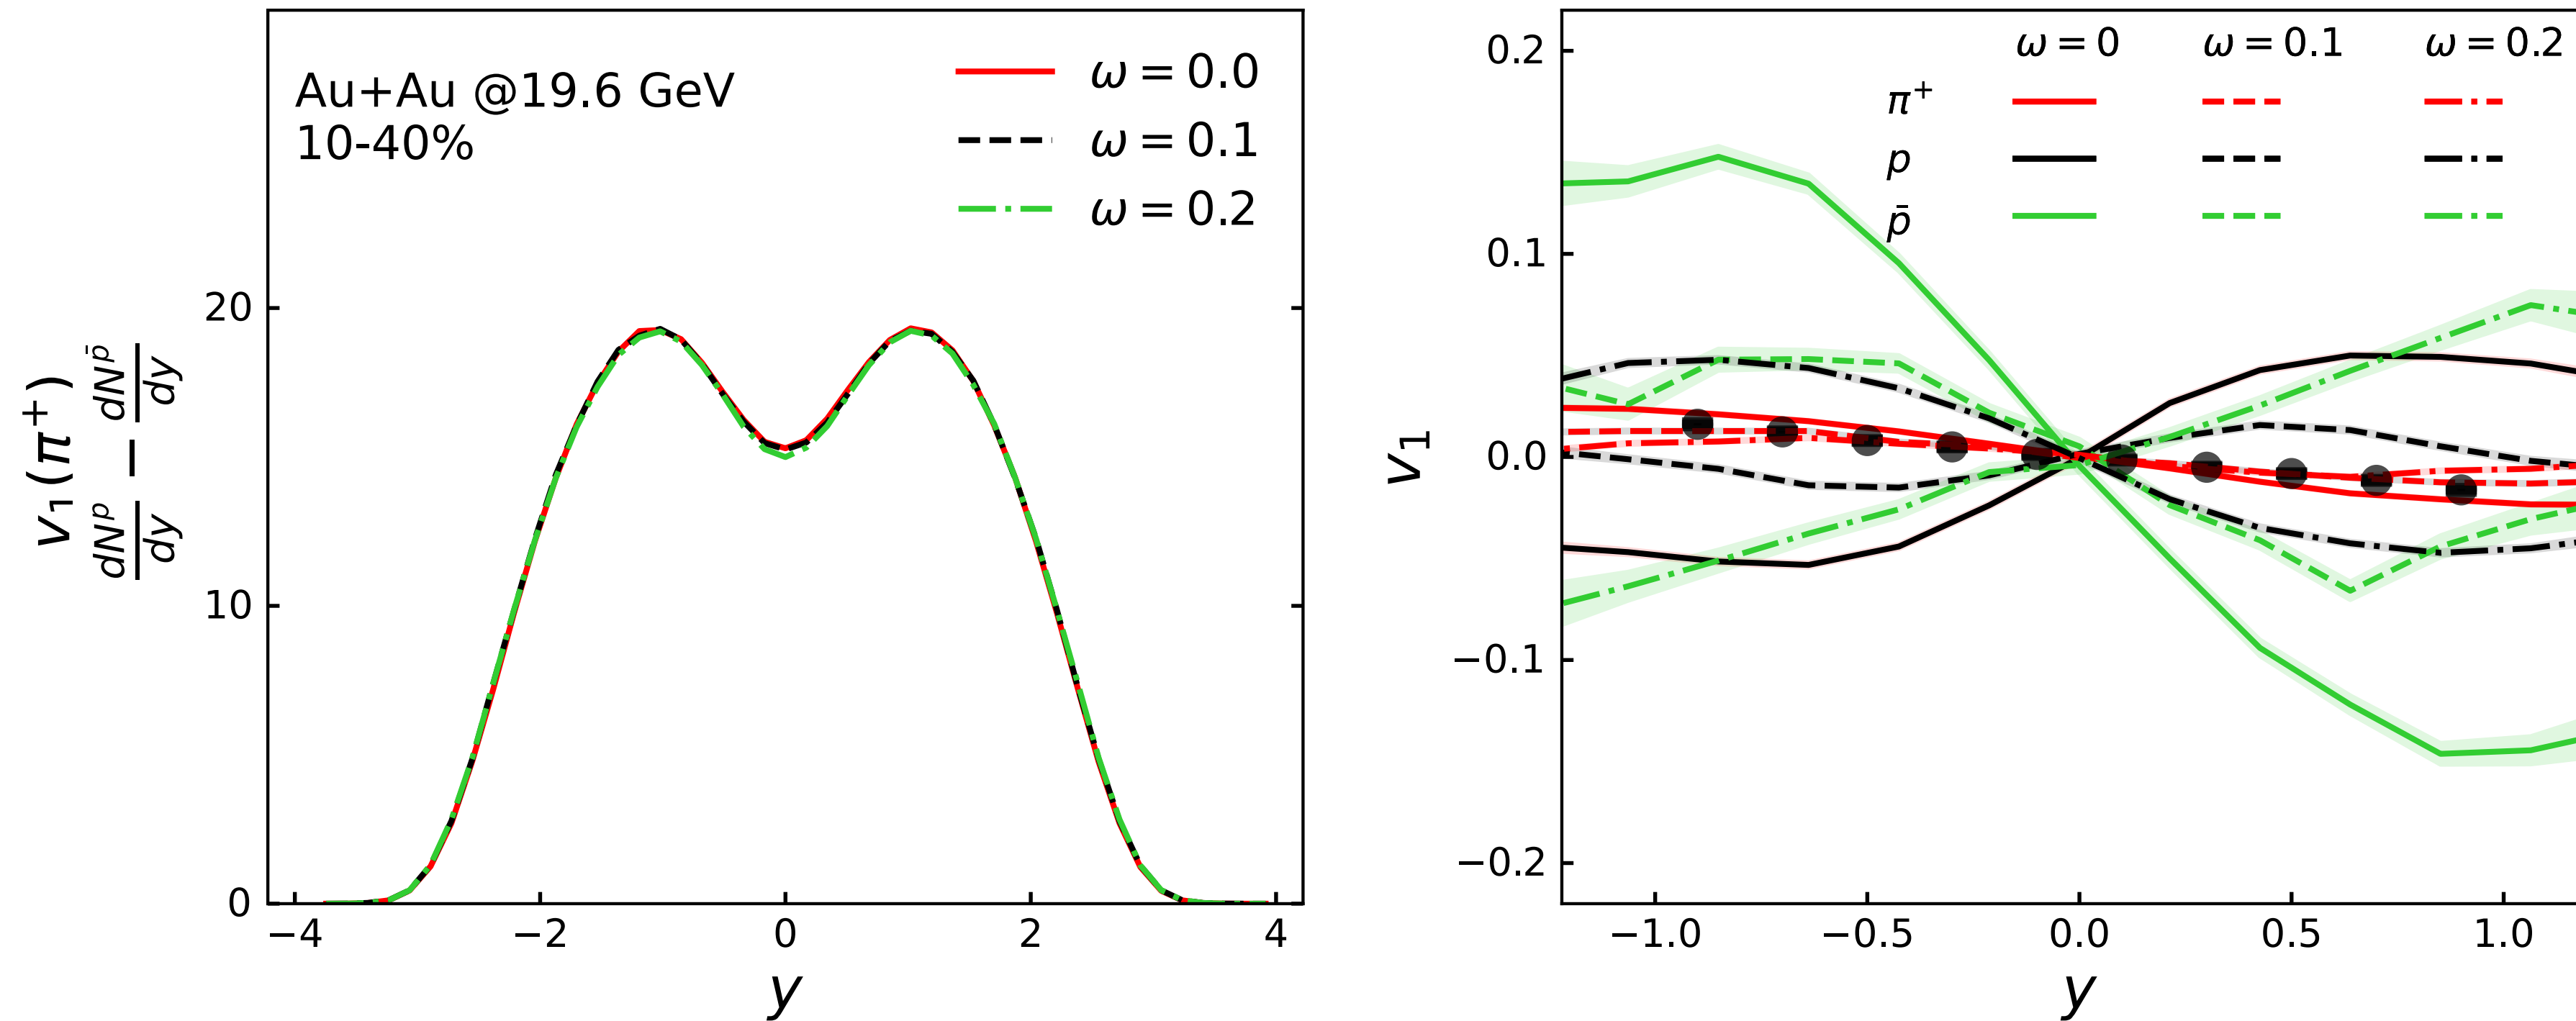 Au+Au @19.6 GeV
10-40%
ω = 0.0
ω = 0.1
ω = 0.2
v₁(π⁺)
dNᵖ/dy − dNᵖ̄/dy
20
10
0
−4 −2 0 2 4
y
ω = 0 ω = 0.1 ω = 0.2
π⁺
p
p̄
v₁
0.2
0.1
0.0
−0.1
−0.2
−1.0 −0.5 0.0 0.5 1.0
y